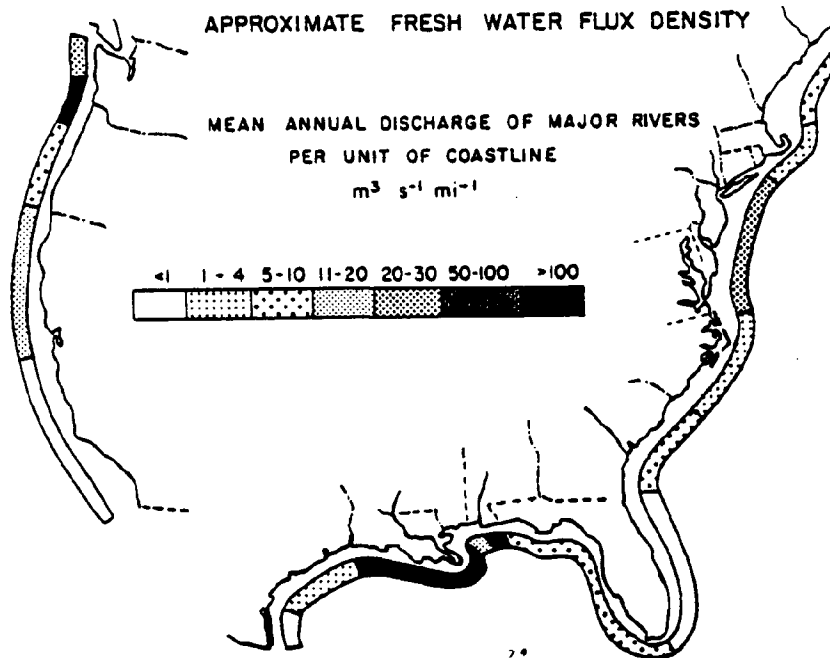 APPROXIMATE FRESH WATER FLUX DENSITY
MEAN ANNUAL DISCHARGE OF MAJOR RIVERS
PER UNIT OF COASTLINE
m³ s⁻¹ mi⁻¹
<1 1-4 5-10 11-20 20-30 50-100 >100